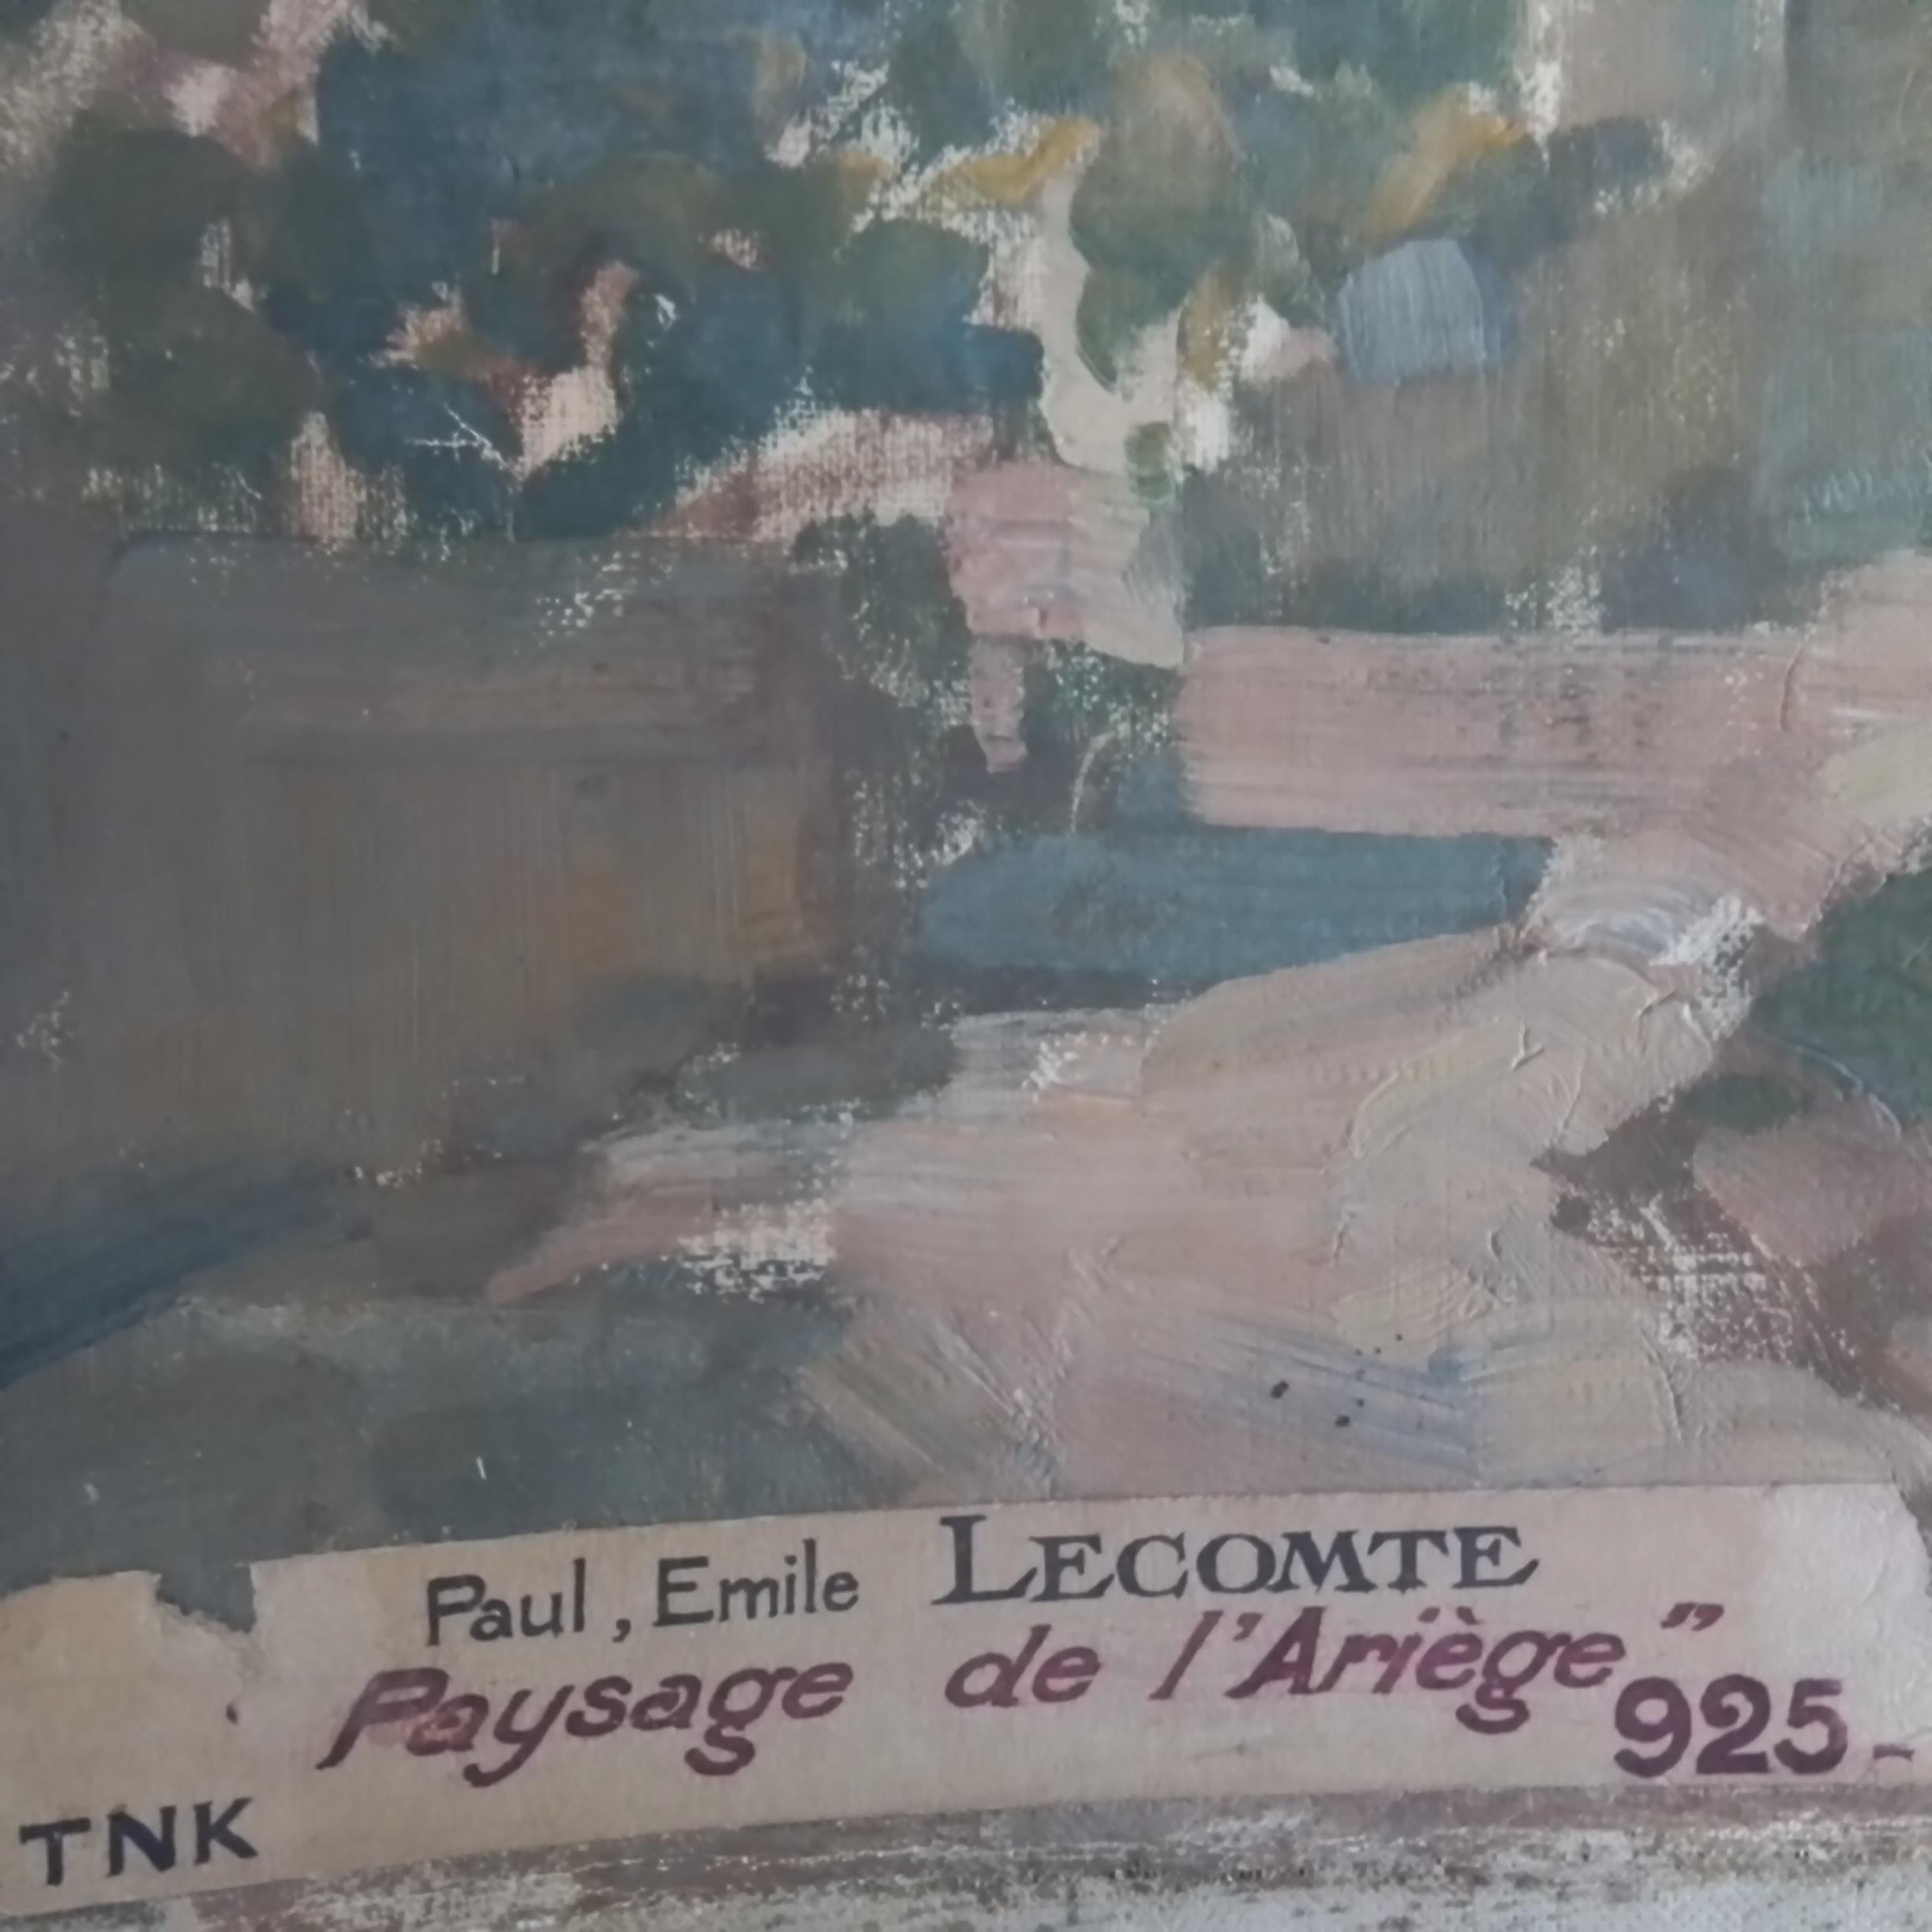 Paul, Emile LECOMTE
Paysage de l'Ariège"
925-
TNK